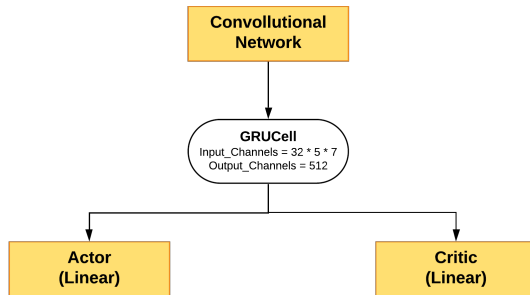 Convollutional
Network
GRUCell
Input_Channels = 32 * 5 * 7
Output_Channels = 512
Actor
(Linear)
Critic
(Linear)